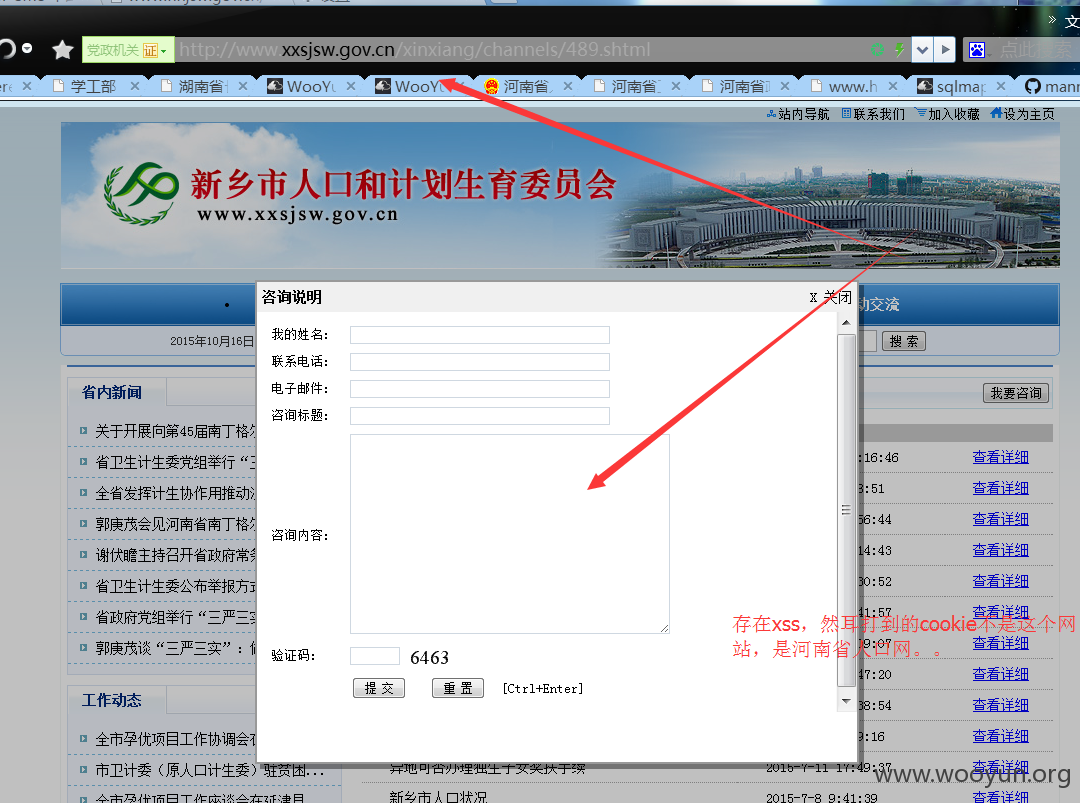 » 文
党政机关 证 http://www.xxsjsw.gov.cn/xinxiang/channels/489.shtml 点此搜索
学工部 湖南省 WooYu WooYu 河南省 河南省 河南省 www.h sqlmap mann
站内导航 联系我们 加入收藏 设为主页
新乡市人口和计划生育委员会
www.xxsjsw.gov.cn
咨询说明 X 关闭
动交流
2015年10月16日
搜 索
我的姓名:
联系电话:
电子邮件:
咨询标题:
咨询内容:
验证码: 6463
提 交 重 置 [Ctrl+Enter]
省内新闻
关于开展向第45届南丁格尔
省卫生计生委党组举行“三
全省发挥计生协作用推动
郭庚茂会见河南省南丁格尔
谢伏瞻主持召开省政府常务
省卫生计生委公布举报方式
省政府党组举行“三严三实
郭庚茂谈“三严三实”:
工作动态
全市孕优项目工作协调会在
市卫计委(原人口计生委)驻贫困...
全市孕优项目工作座谈会在延津县
我要咨询
:16:46 查看详细
:51 查看详细
6:44 查看详细
14:43 查看详细
30:52 查看详细
41:57 查看详细
9:07 查看详细
47:20 查看详细
38:54 查看详细
9:16 查看详细
异地可否办理独生子女奖扶手续 2015-7-11 17:49:37 查看详细
新乡市人口状况 2015-7-8 9:41:39 查看详细
存在xss，然耳打到的cookie不是这个网
站，是河南省人口网。。
www.wooyun.org